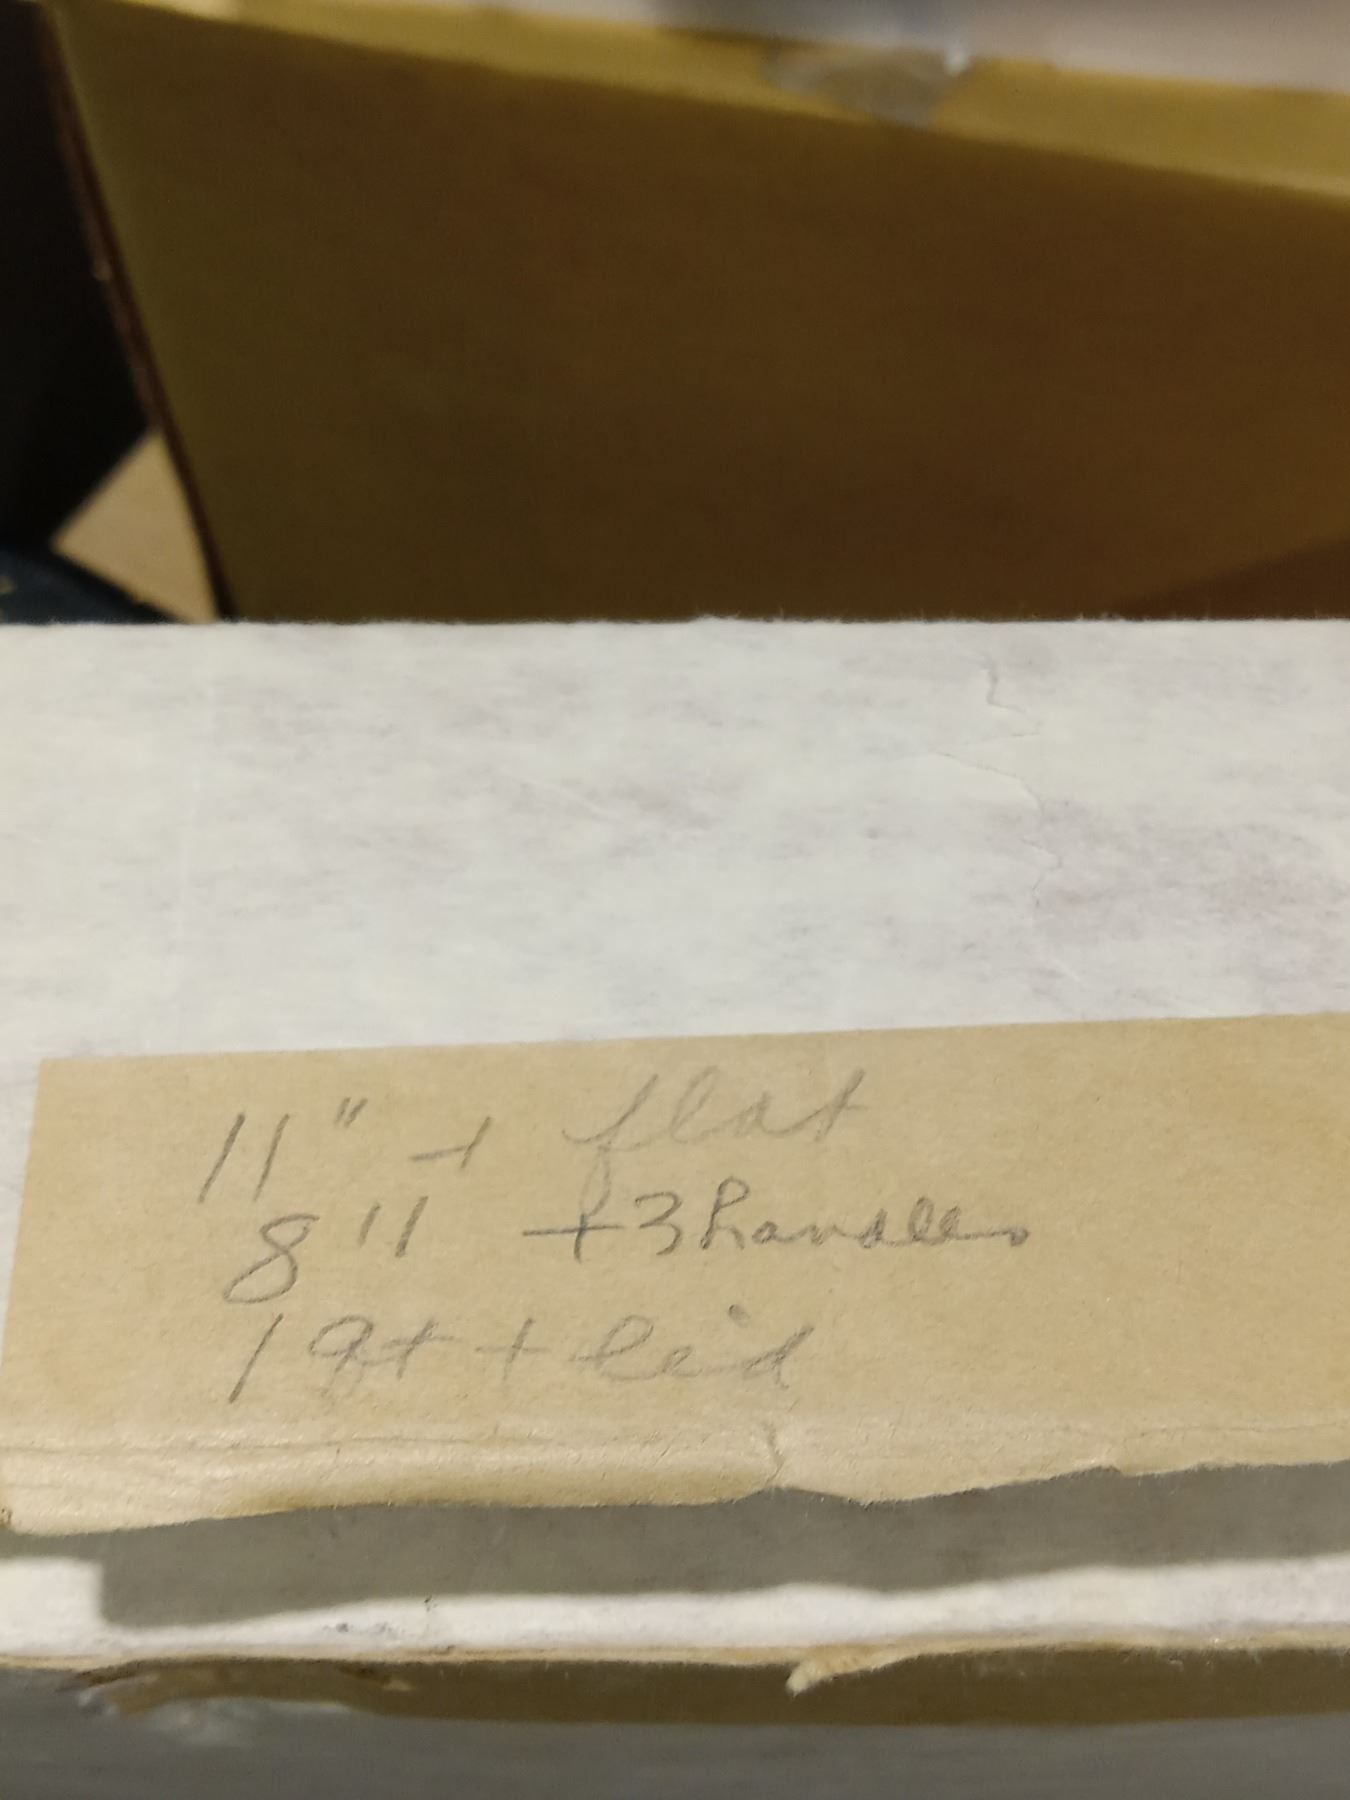 11" + flat
8" + 3 handles
1 qt + lid